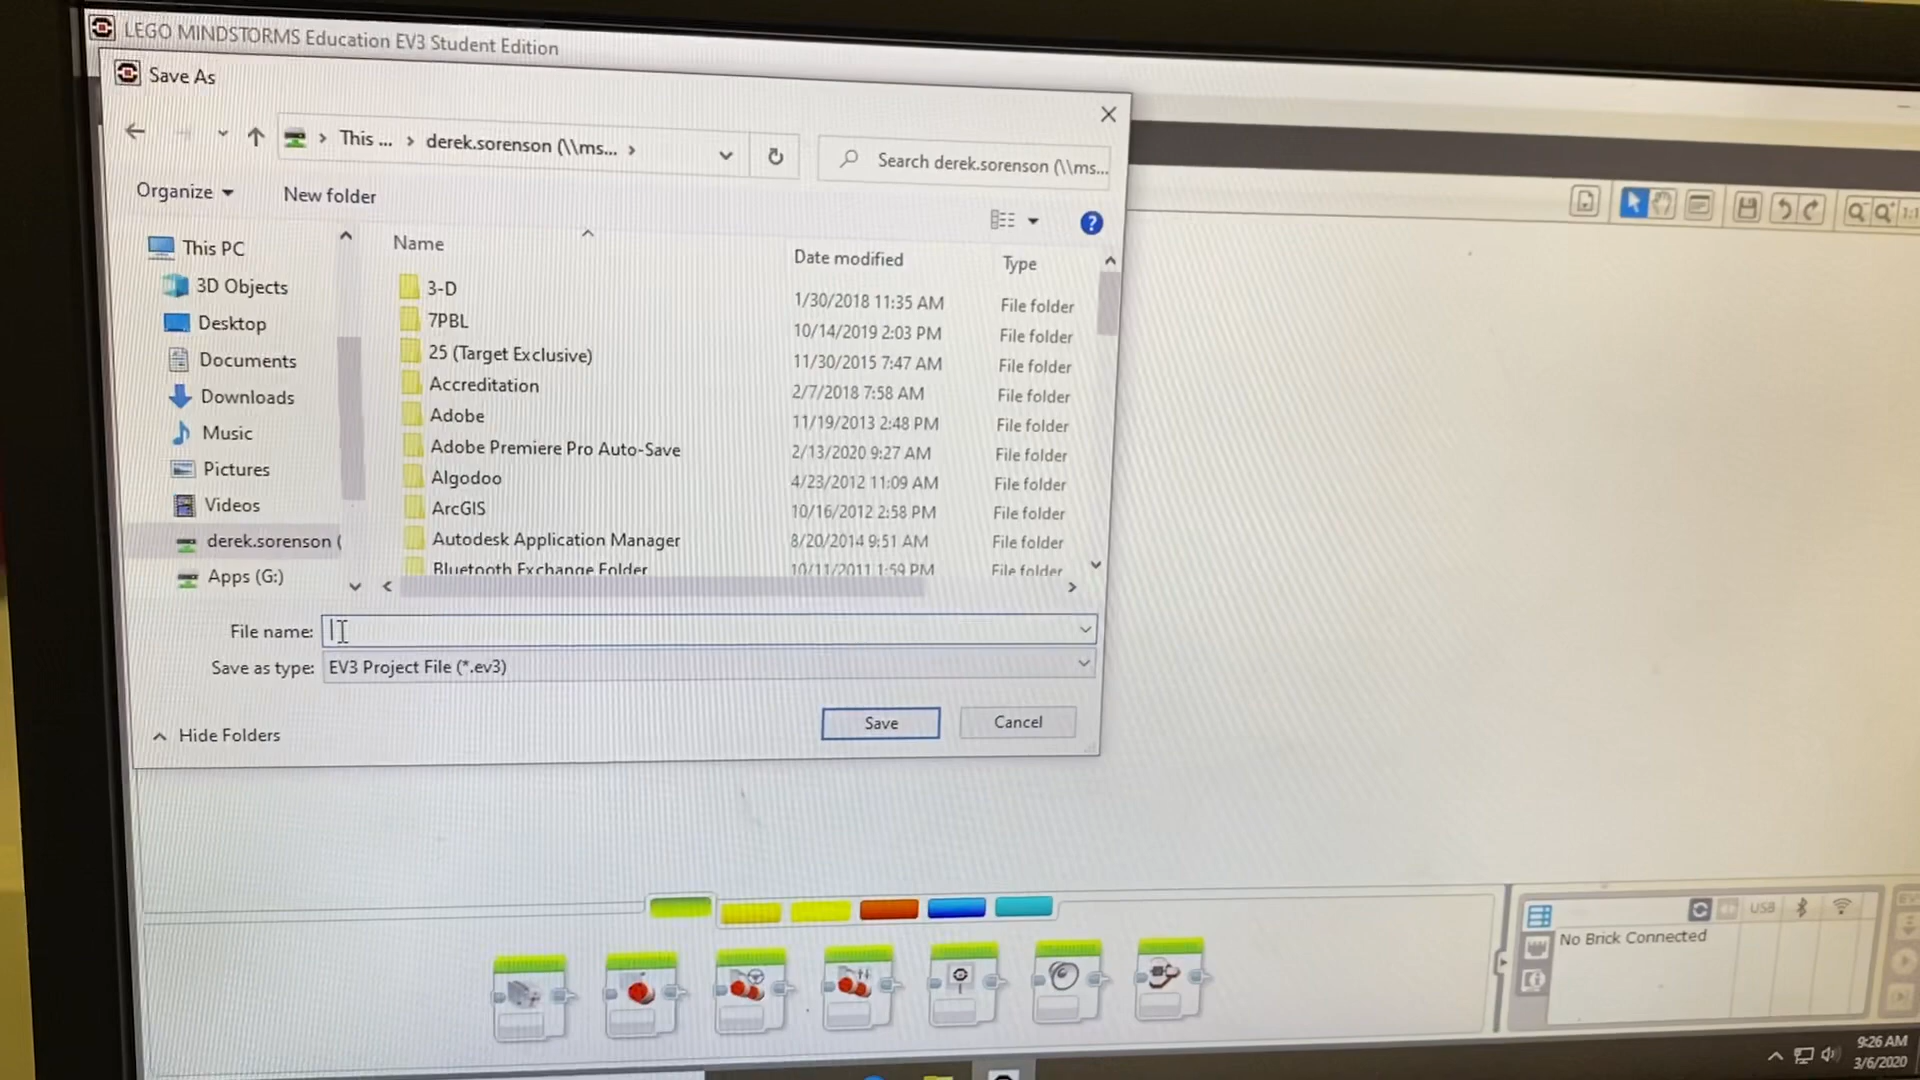 LEGO MINDSTORMS Education EV3 Student Edition
Save As
This ... > derek.sorenson (\\ms... >
Search derek.sorenson (\\ms...
Organize
New folder
Name
Date modified
Type
This PC
3D Objects
Desktop
Documents
Downloads
Music
Pictures
Videos
derek.sorenson (
Apps (G:)
3-D 1/30/2018 11:35 AM File folder
7PBL 10/14/2019 2:03 PM File folder
25 (Target Exclusive) 11/30/2015 7:47 AM File folder
Accreditation 2/7/2018 7:58 AM File folder
Adobe 11/19/2013 2:48 PM File folder
Adobe Premiere Pro Auto-Save 2/13/2020 9:27 AM File folder
Algodoo 4/23/2012 11:09 AM File folder
ArcGIS 10/16/2012 2:58 PM File folder
Autodesk Application Manager 8/20/2014 9:51 AM File folder
Bluetooth Exchange Folder 10/11/2011 1:59 PM File folder
File name:
Save as type: EV3 Project File (*.ev3)
Hide Folders
Save
Cancel
1:1
USB
No Brick Connected
9:26 AM
3/6/2020